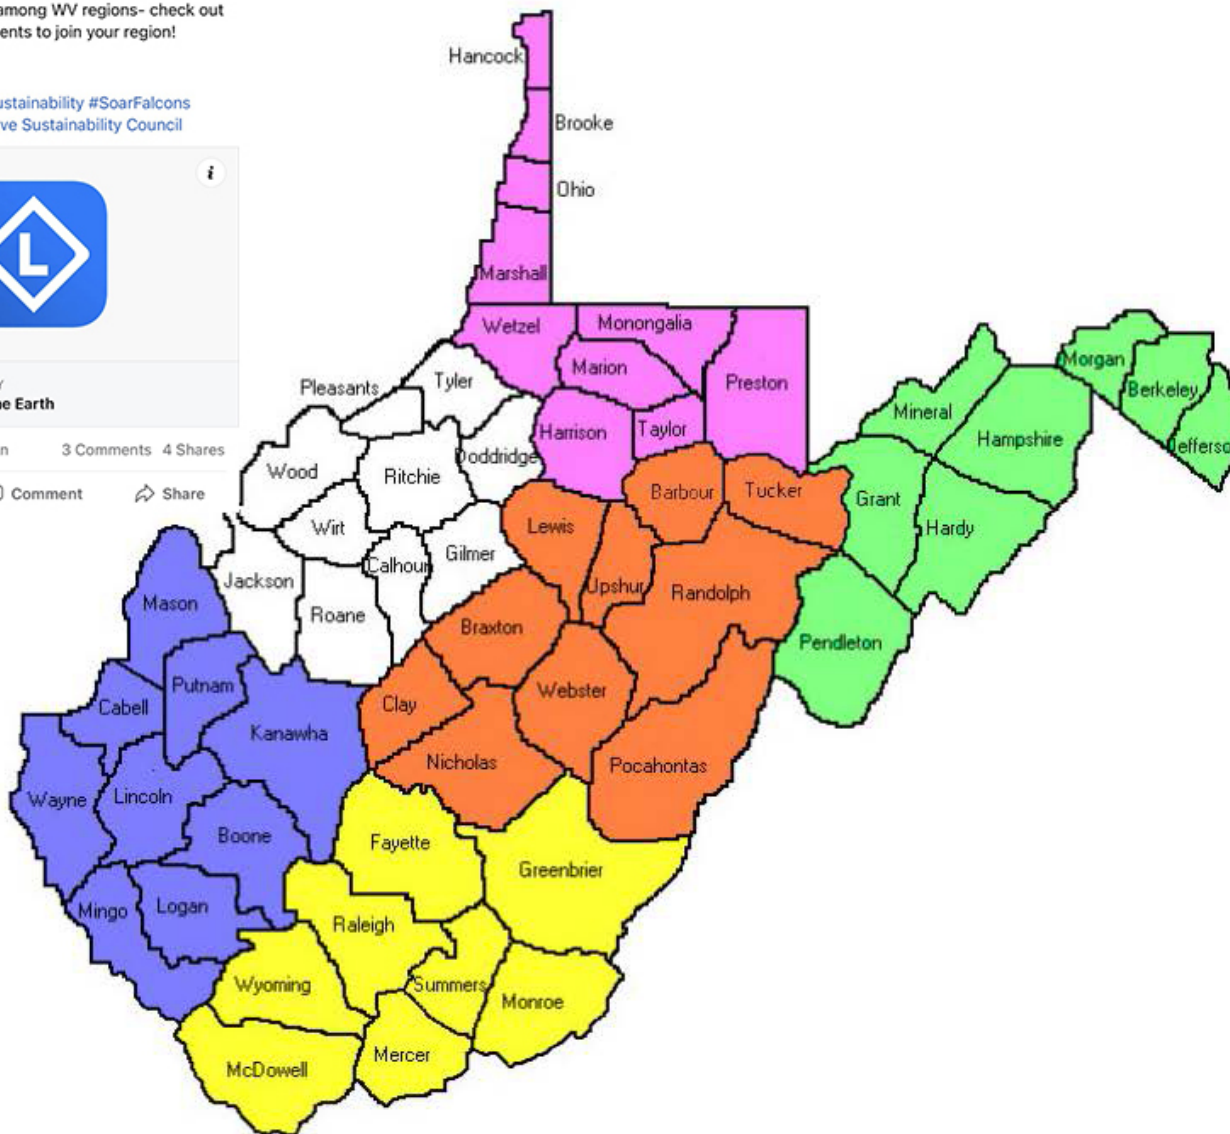 among WV regions- check out
ents to join your region!
ustainability #SoarFalcons
ve Sustainability Council
i
L
Y
ne Earth
n 3 Comments 4 Shares
Comment Share
Hancock
Brooke
Ohio
Marshall
Wetzel
Monongalia
Marion
Preston
Pleasants
Tyler
Harrison
Taylor
Doddridge
Wood
Ritchie
Morgan
Berkeley
Mineral
Hampshire
Jefferso
Barbour
Tucker
Grant
Hardy
Lewis
Wirt
Gilmer
Calhoun
Jackson
Roane
Upshur
Randolph
Mason
Braxton
Pendleton
Putnam
Cabell
Clay
Webster
Kanawha
Nicholas
Pocahontas
Wayne
Lincoln
Boone
Fayette
Greenbrier
Mingo
Logan
Raleigh
Wyoming
Summers
Monroe
McDowell
Mercer